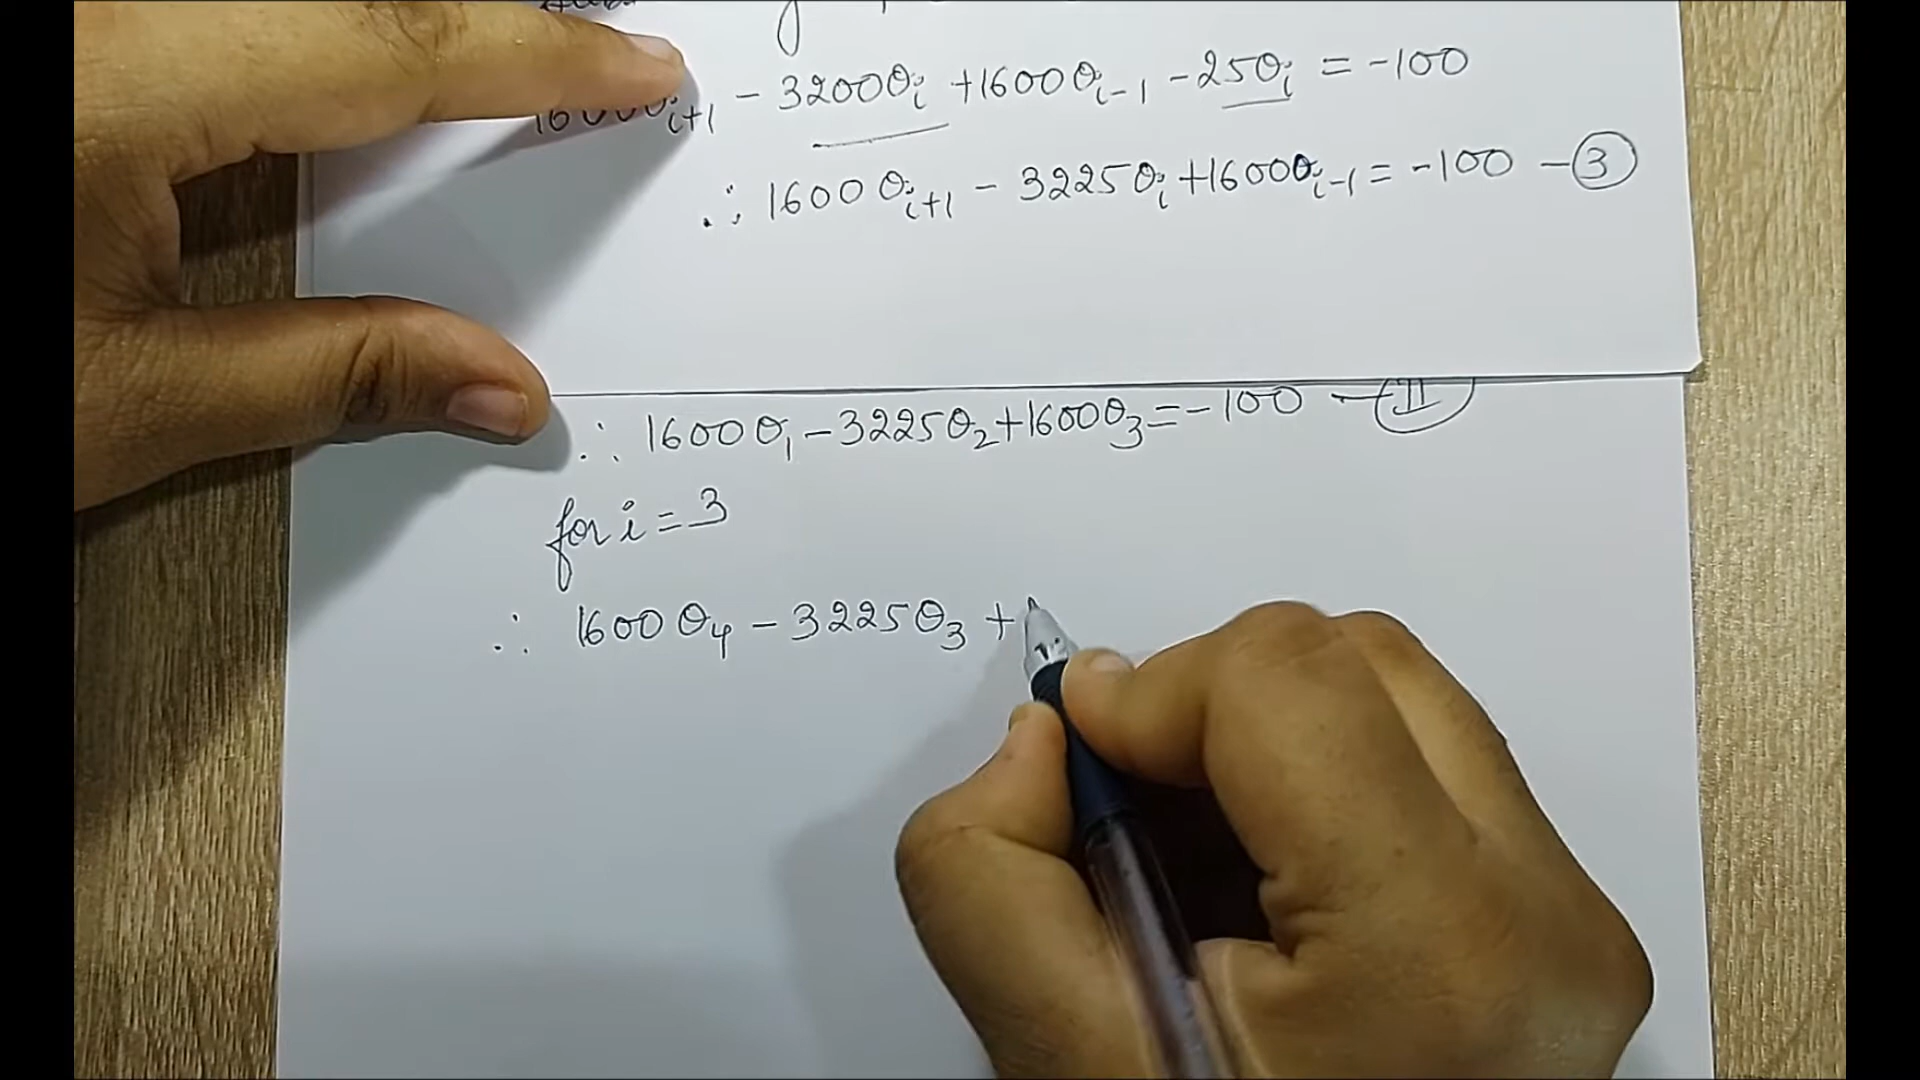 1600θᵢ₊₁ - 3200θᵢ + 1600θᵢ₋₁ - 25θᵢ = -100
∴ 1600θᵢ₊₁ - 3225θᵢ + 1600θᵢ₋₁ = -100 - ③
∴ 1600θ₁ - 3225θ₂ + 1600θ₃ = -100 - Ⅱ
for i = 3
∴ 1600θ₄ - 3225θ₃ +